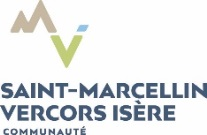 SAINT-MARCELLIN
VERCORS ISÈRE
COMMUNAUTÉ